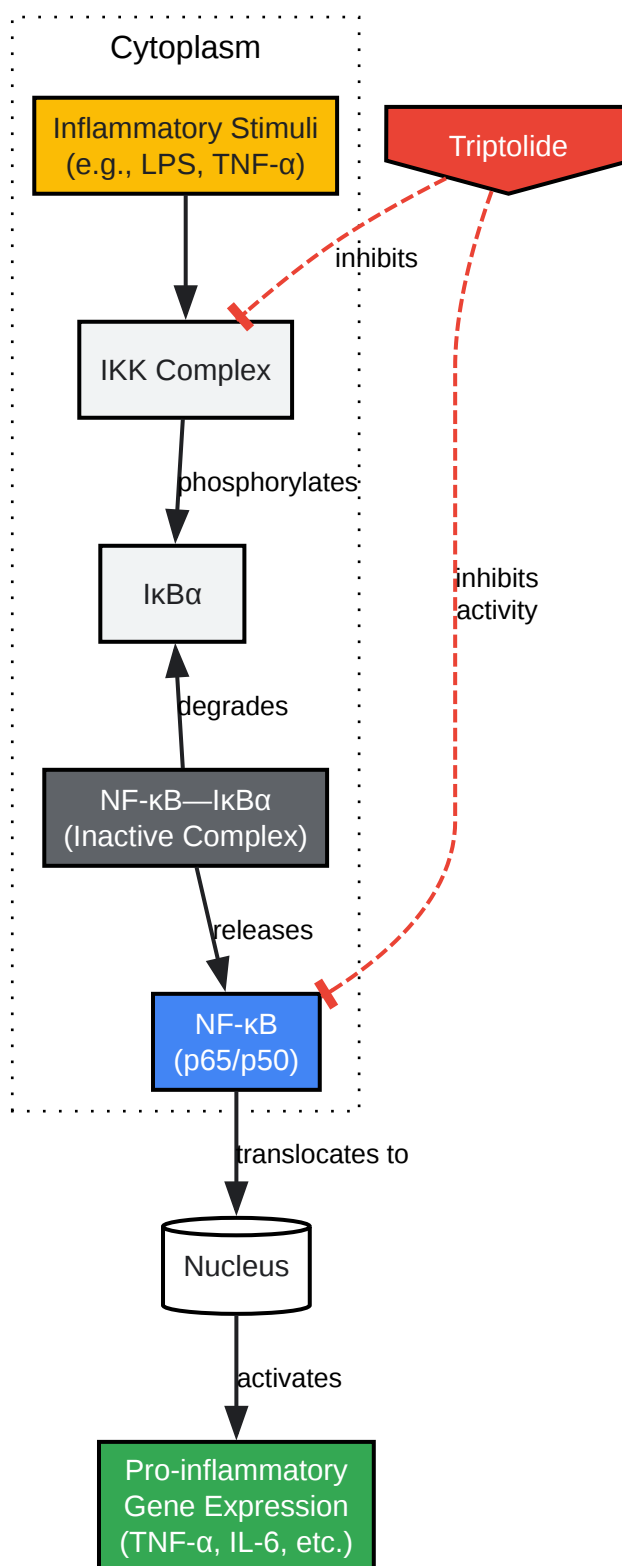 Cytoplasm
Inflammatory Stimuli
(e.g., LPS, TNF-α)
Triptolide
inhibits
IKK Complex
phosphorylates
IκBα
inhibits
activity
degrades
NF-κB—IκBα
(Inactive Complex)
releases
NF-κB
(p65/p50)
translocates to
Nucleus
activates
Pro-inflammatory
Gene Expression
(TNF-α, IL-6, etc.)